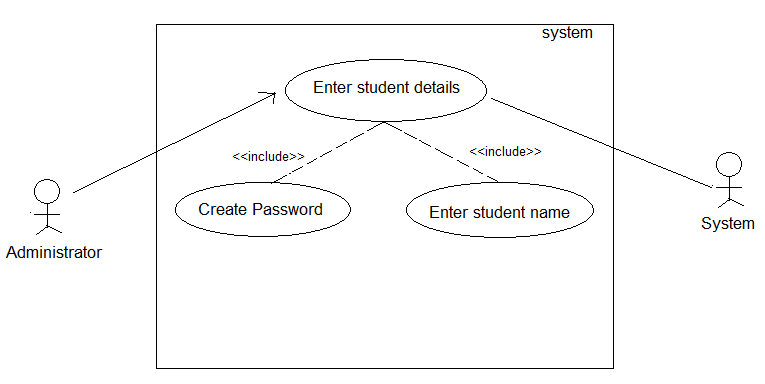 system
Enter student details
<<include>>
<<include>>
Create Password
Enter student name
Administrator
System